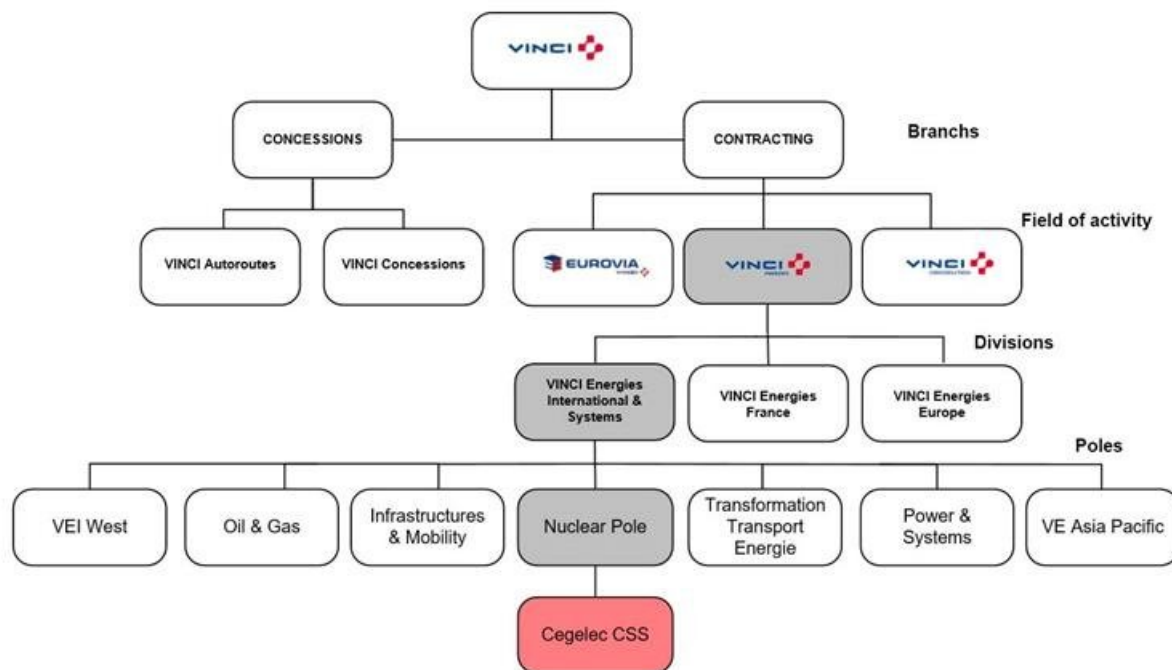 VINCI
CONCESSIONS
CONTRACTING
Branchs
Field of activity
VINCI Autoroutes
VINCI Concessions
EUROVIA
VINCI
VINCI
Divisions
VINCI Energies
International &
Systems
VINCI Energies
France
VINCI Energies
Europe
Poles
VEI West
Oil & Gas
Infrastructures
& Mobility
Nuclear Pole
Transformation
Transport
Energie
Power &
Systems
VE Asia Pacific
Cegelec CSS